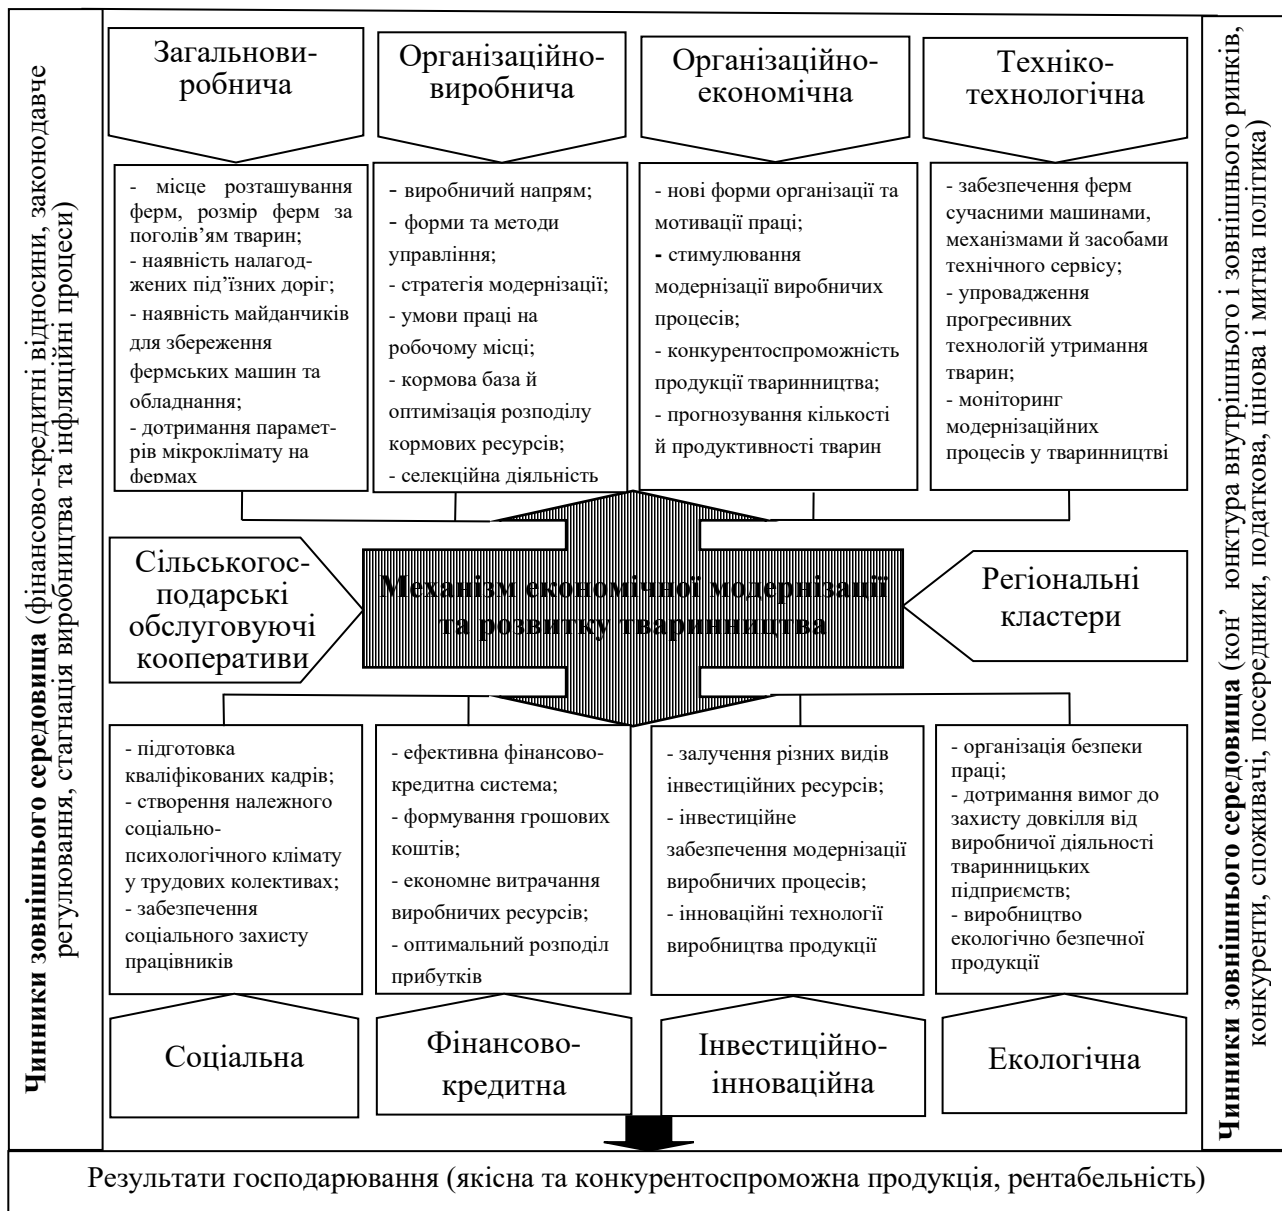 Чинники зовнішнього середовища (фінансово-кредитні відносини, законодавче
регулювання, стагнація виробництва та інфляційні процеси)
Загальнови-
робнича
Організаційно-
виробнича
Організаційно-
економічна
Техніко-
технологічна
- місце розташування
ферм, розмір ферм за
поголів’ям тварин;
- наявність налагод-
жених під’їзних доріг;
- наявність майданчиків
для збереження
фермських машин та
обладнання;
- дотримання парамет-
рів мікроклімату на
фермах
- виробничий напрям;
- форми та методи
управління;
- стратегія модернізації;
- умови праці на
робочому місці;
- кормова база й
оптимізація розподілу
кормових ресурсів;
- селекційна діяльність
- нові форми організації та
мотивації праці;
- стимулювання
модернізації виробничих
процесів;
- конкурентоспроможність
продукції тваринництва;
- прогнозування кількості
й продуктивності тварин
- забезпечення ферм
сучасними машинами,
механізмами й засобами
технічного сервісу;
- упровадження
прогресивних
технологій утримання
тварин;
- моніторинг
модернізаційних
процесів у тваринництві
Сільськогос-
подарські
обслуговуючі
кооперативи
Механізм економічної модернізації
та розвитку тваринництва
Регіональні
кластери
- підготовка
кваліфікованих кадрів;
- створення належного
соціально-
психологічного клімату
у трудових колективах;
- забезпечення
соціального захисту
працівників
- ефективна фінансово-
кредитна система;
- формування грошових
коштів;
- економне витрачання
виробничих ресурсів;
- оптимальний розподіл
прибутків
- залучення різних видів
інвестиційних ресурсів;
- інвестиційне
забезпечення модернізації
виробничих процесів;
- інноваційні технології
виробництва продукції
- організація безпеки
праці;
- дотримання вимог до
захисту довкілля від
виробничої діяльності
тваринницьких
підприємств;
- виробництво
екологічно безпечної
продукції
Соціальна
Фінансово-
кредитна
Інвестиційно-
інноваційна
Екологічна
Чинники зовнішнього середовища (кон’ юнктура внутрішнього і зовнішнього ринків,
конкуренти, споживачі, посередники, податкова, цінова і митна політика)
Результати господарювання (якісна та конкурентоспроможна продукція, рентабельність)